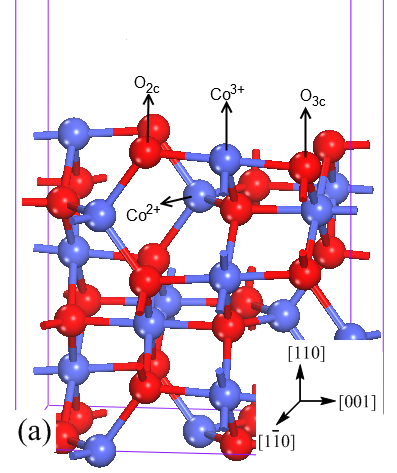 O2c
Co3+
O3c
Co2+
[110]
[001]
[11̅0]
(a)